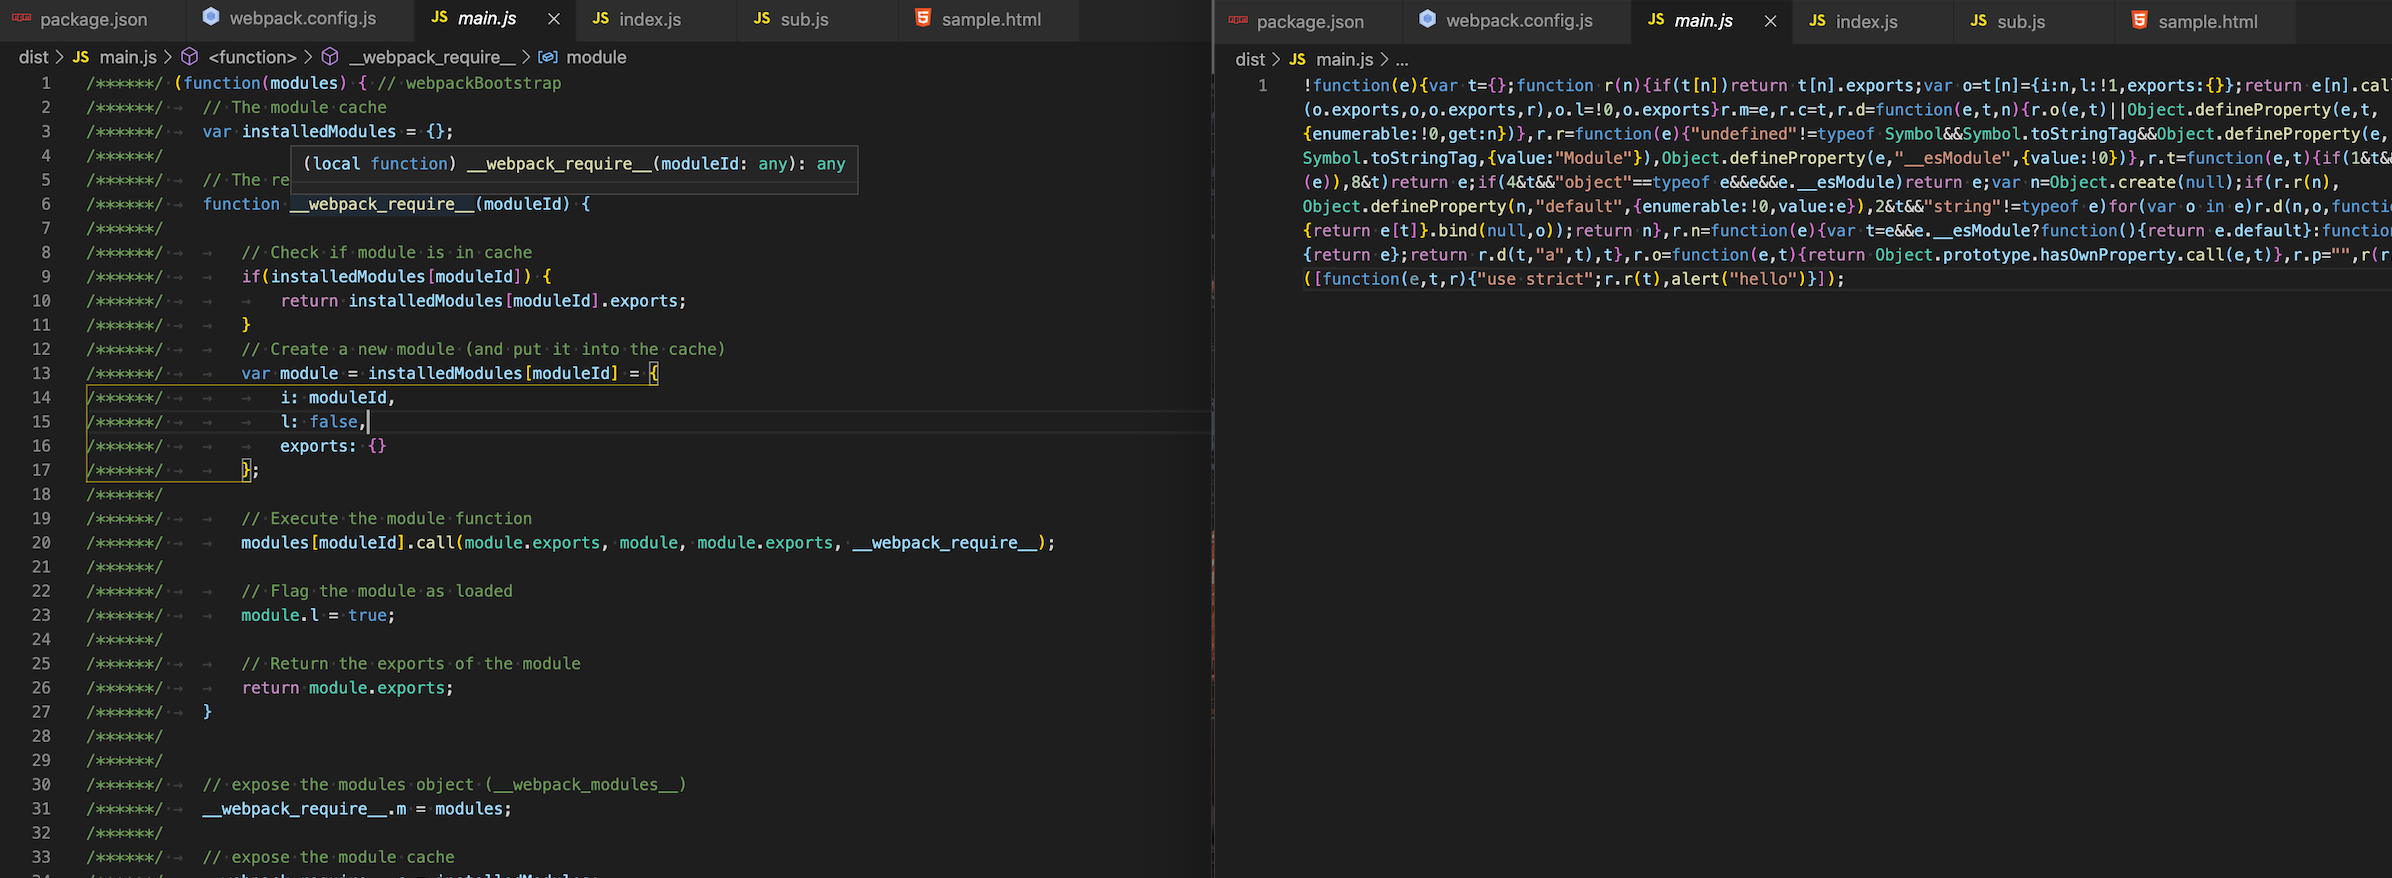 package.json
webpack.config.js
JS main.js
JS index.js
JS sub.js
sample.html
dist > JS main.js > <function> > __webpack_require__ > module
1 /******/ (function(modules) { // webpackBootstrap
2 /******/ // The module cache
3 /******/ var installedModules = {};
4 /******/
(local function) __webpack_require__(moduleId: any): any
5 /******/ // The re
6 /******/ function __webpack_require__(moduleId) {
7 /******/
8 /******/ // Check if module is in cache
9 /******/ if(installedModules[moduleId]) {
10 /******/ return installedModules[moduleId].exports;
11 /******/ }
12 /******/ // Create a new module (and put it into the cache)
13 /******/ var module = installedModules[moduleId] = {
14 /******/ i: moduleId,
15 /******/ l: false,
16 /******/ exports: {}
17 /******/ };
18 /******/
19 /******/ // Execute the module function
20 /******/ modules[moduleId].call(module.exports, module, module.exports, __webpack_require__);
21 /******/
22 /******/ // Flag the module as loaded
23 /******/ module.l = true;
24 /******/
25 /******/ // Return the exports of the module
26 /******/ return module.exports;
27 /******/ }
28 /******/
29 /******/
30 /******/ // expose the modules object (__webpack_modules__)
31 /******/ __webpack_require__.m = modules;
32 /******/
33 /******/ // expose the module cache
package.json
webpack.config.js
JS main.js
JS index.js
JS sub.js
sample.html
dist > JS main.js > ...
1 !function(e){var t={};function r(n){if(t[n])return t[n].exports;var o=t[n]={i:n,l:!1,exports:{}};return e[n].cal
(o.exports,o,o.exports,r),o.l=!0,o.exports}r.m=e,r.c=t,r.d=function(e,t,n){r.o(e,t)||Object.defineProperty(e,t,
{enumerable:!0,get:n})},r.r=function(e){"undefined"!=typeof Symbol&&Symbol.toStringTag&&Object.defineProperty(e,
Symbol.toStringTag,{value:"Module"}),Object.defineProperty(e,"__esModule",{value:!0})},r.t=function(e,t){if(1&t&
(e)),8&t)return e;if(4&t&&"object"==typeof e&&e&&e.__esModule)return e;var n=Object.create(null);if(r.r(n),
Object.defineProperty(n,"default",{enumerable:!0,value:e}),2&t&&"string"!=typeof e)for(var o in e)r.d(n,o,functi
{return e[t]}.bind(null,o));return n},r.n=function(e){var t=e&&e.__esModule?function(){return e.default}:functio
{return e};return r.d(t,"a",t),t},r.o=function(e,t){return Object.prototype.hasOwnProperty.call(e,t)},r.p="",r(r
([function(e,t,r){"use strict";r.r(t),alert("hello")}]);